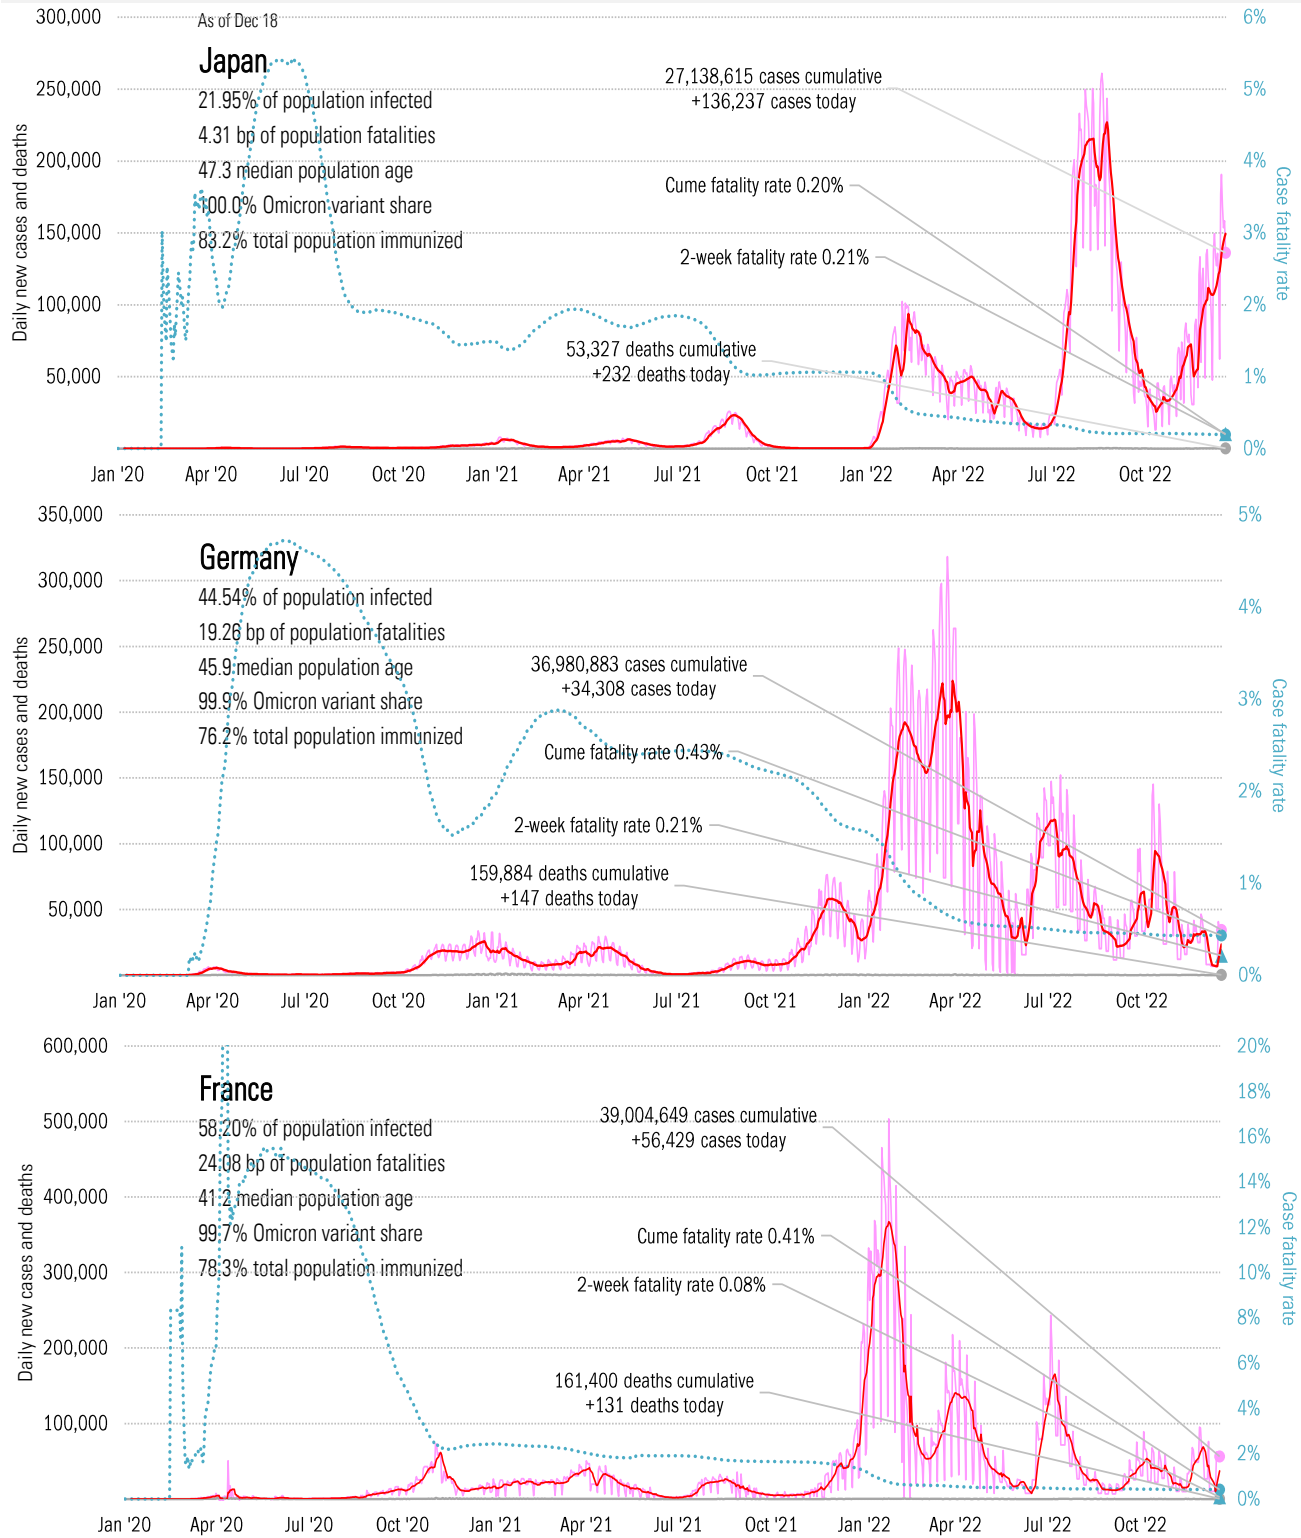 300,000
As of Dec 18
6%
Japan
250,000
21.95% of population infected
27,138,615 cases cumulative
+136,237 cases today
5%
4.31 bp of population fatalities
200,000
47.3 median population age
4%
100.0% Omicron variant share
Cume fatality rate 0.20%
150,000
83.2% total population immunized
3%
2-week fatality rate 0.21%
100,000
2%
53,327 deaths cumulative
+232 deaths today
50,000
1%
0%
Daily new cases and deaths
Case fatality rate
Jan '20 Apr '20 Jul '20 Oct '20 Jan '21 Apr '21 Jul '21 Oct '21 Jan '22 Apr '22 Jul '22 Oct '22
350,000
5%
Germany
300,000
44.54% of population infected
4%
19.26 bp of population fatalities
250,000
45.9 median population age
36,980,883 cases cumulative
+34,308 cases today
99.9% Omicron variant share
3%
200,000
76.2% total population immunized
Cume fatality rate 0.43%
150,000
2%
2-week fatality rate 0.21%
100,000
159,884 deaths cumulative
+147 deaths today
1%
50,000
0%
Daily new cases and deaths
Case fatality rate
Jan '20 Apr '20 Jul '20 Oct '20 Jan '21 Apr '21 Jul '21 Oct '21 Jan '22 Apr '22 Jul '22 Oct '22
600,000
20%
France
18%
500,000
58.20% of population infected
39,004,649 cases cumulative
+56,429 cases today
16%
24.08 bp of population fatalities
14%
400,000
41.2 median population age
99.7% Omicron variant share
Cume fatality rate 0.41%
12%
300,000
78.3% total population immunized
10%
2-week fatality rate 0.08%
8%
200,000
6%
161,400 deaths cumulative
+131 deaths today
4%
100,000
2%
0%
Daily new cases and deaths
Case fatality rate
Jan '20 Apr '20 Jul '20 Oct '20 Jan '21 Apr '21 Jul '21 Oct '21 Jan '22 Apr '22 Jul '22 Oct '22